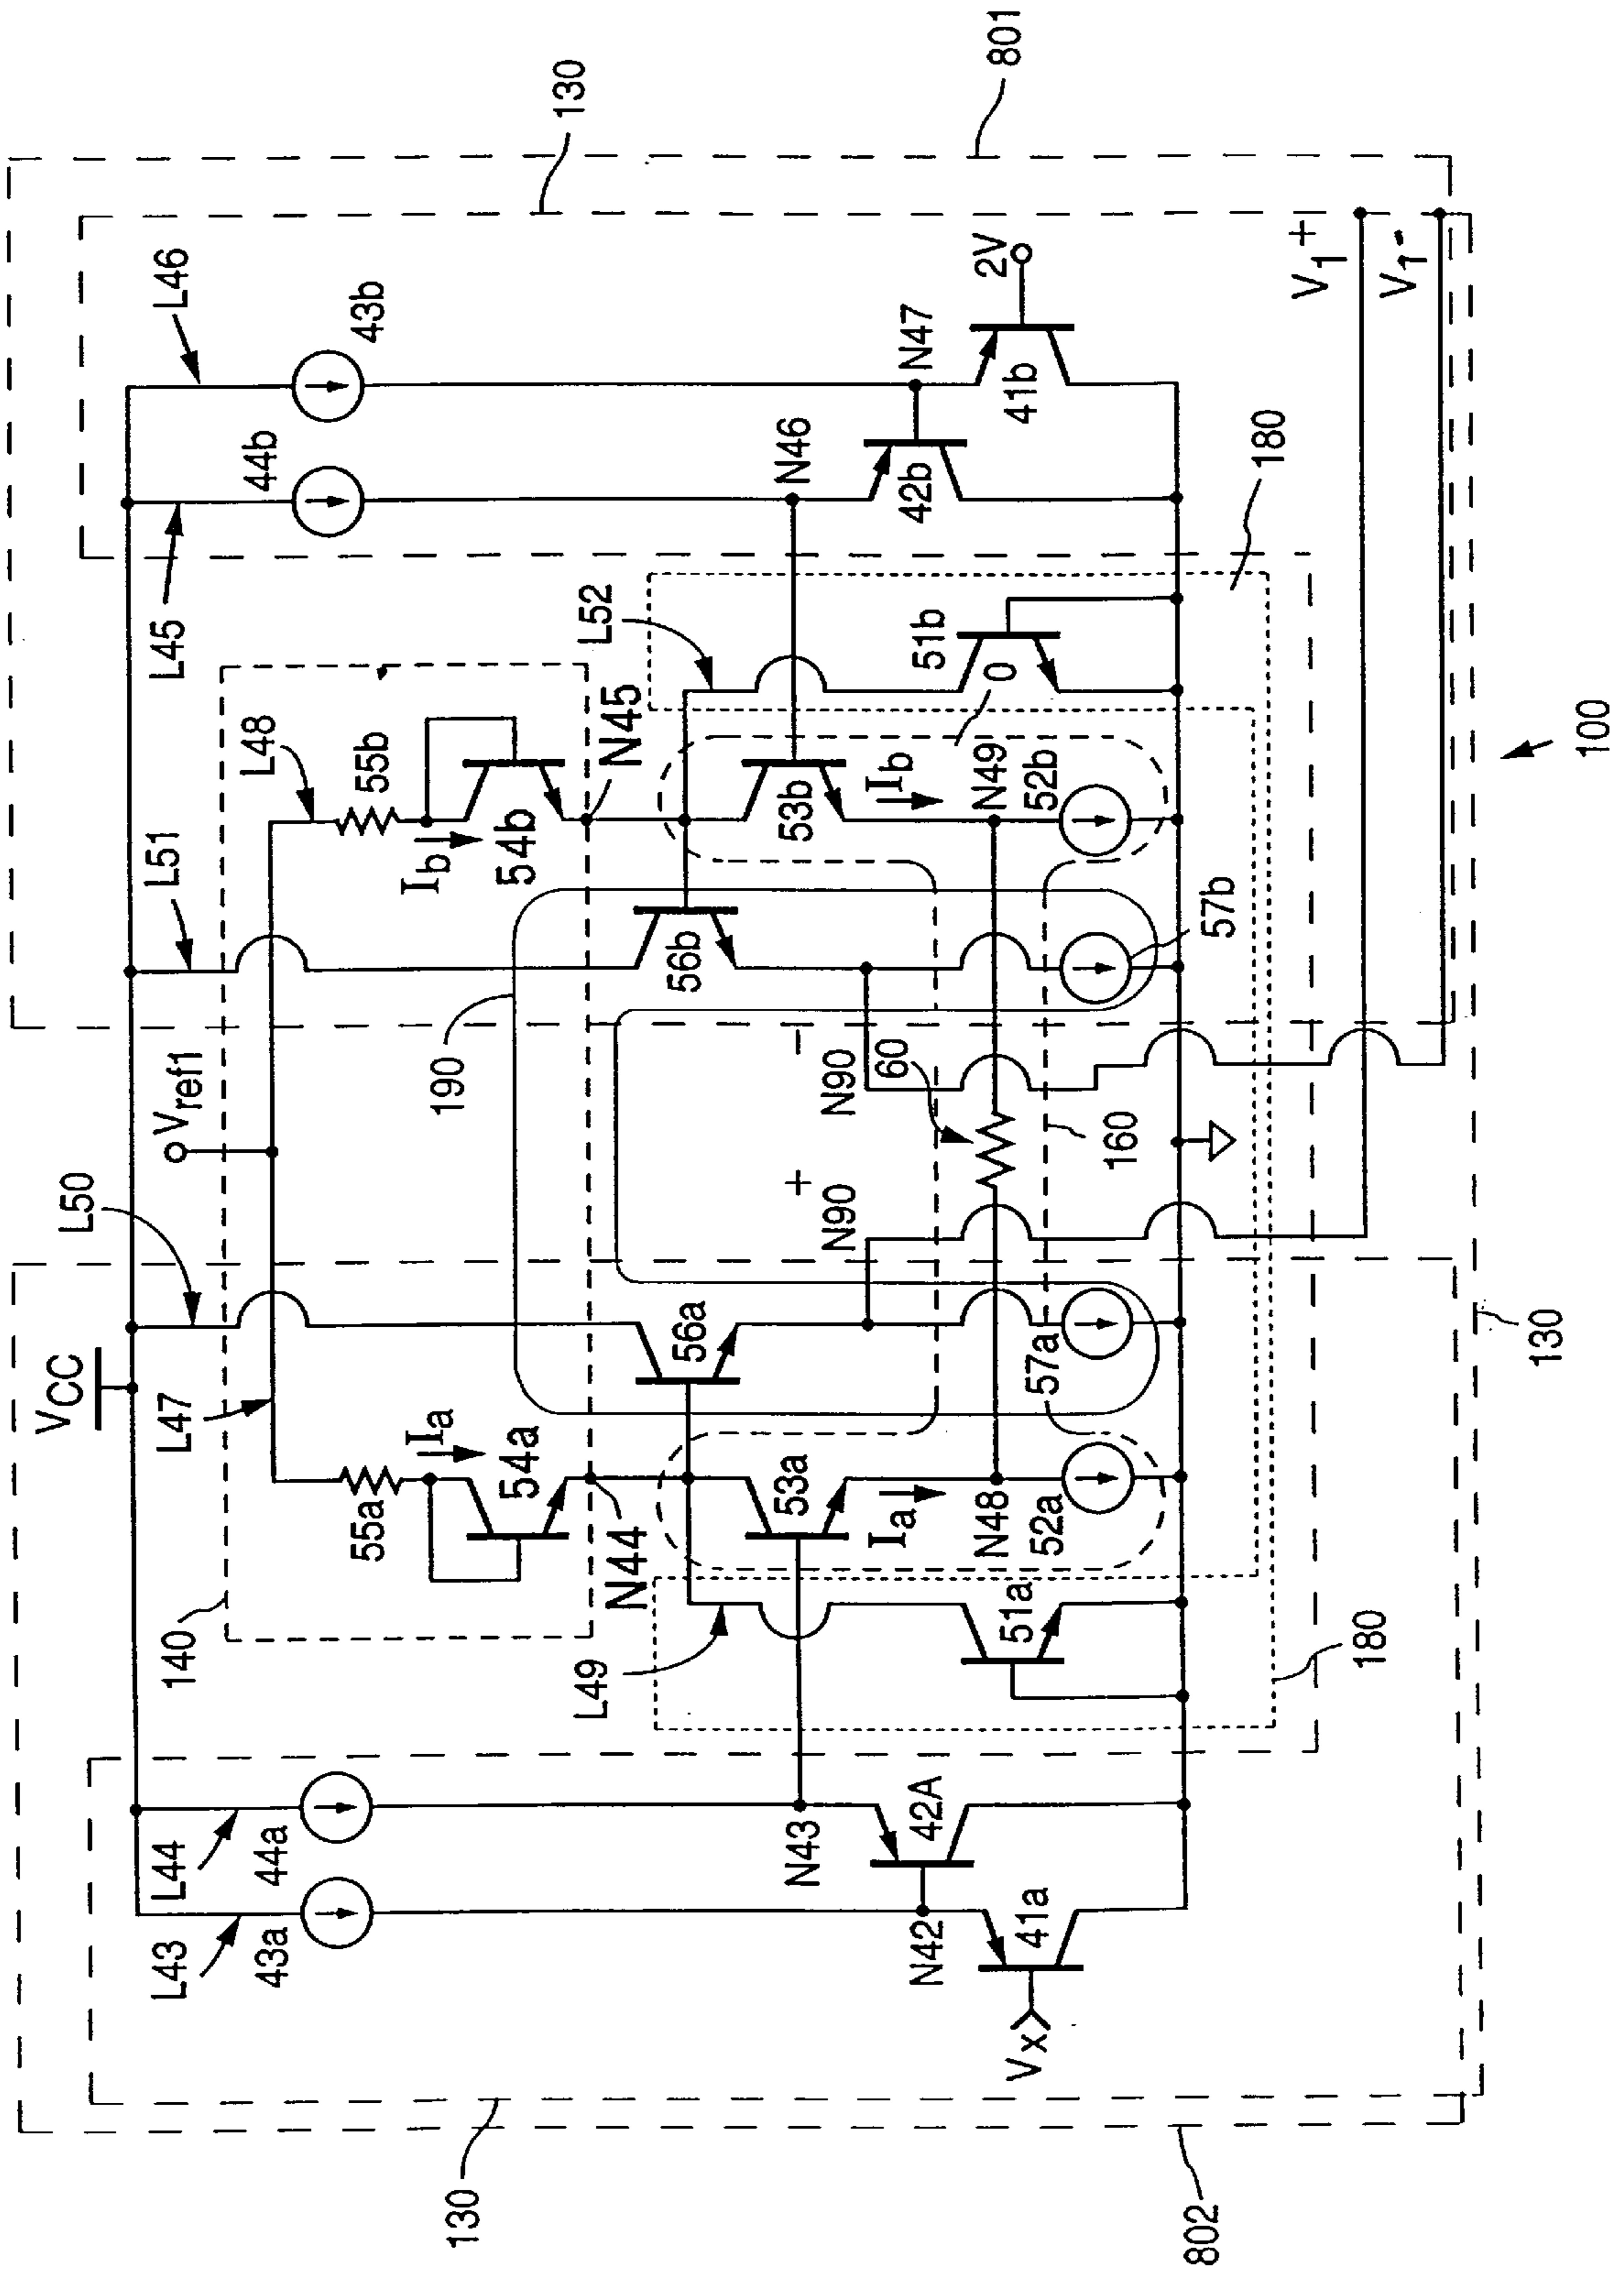 801
130
L46
43b
L45
44b
N47
2V
41b
N46
42b
180
V1+
V1-
L52
51b
0
L48
55b
Ib
54b
N45
53b
Ib
N49
52b
100
L51
56b
57b
190
Vref1
N90 -
60
160
L50
N90 +
VCC
L47
56a
57a
130
Ia
55a
54a
53a
Ia
N48
52a
N44
140
L49
51a
180
L44
44a
N43
42A
L43
43a
N42
41a
Vx
130
802